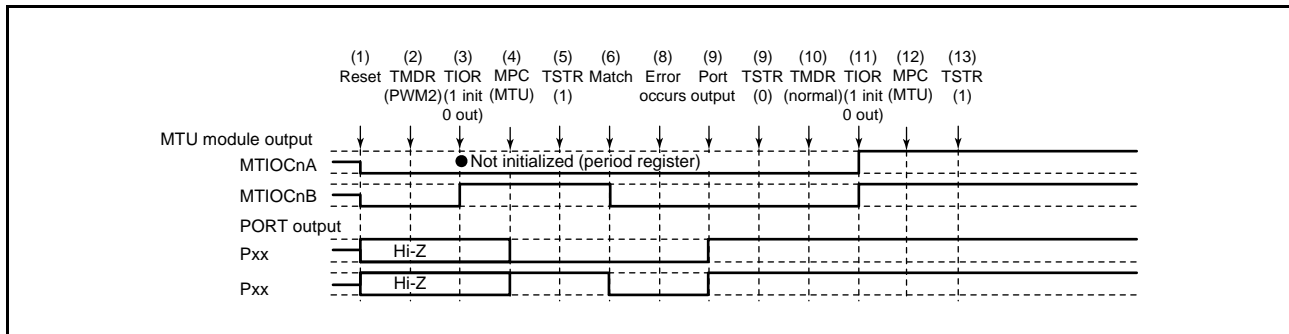 (1) (2) (3) (4) (5) (6) (8) (9) (9) (10) (11) (12) (13)
Reset TMDR TIOR MPC TSTR Match Error Port TSTR TMDR TIOR MPC TSTR
(PWM2) (1 init (MTU) (1) occurs output (0) (normal) (1 init (MTU) (1)
0 out) 0 out)
MTU module output
MTIOCnA Not initialized (period register)
MTIOCnB
PORT output
Pxx Hi-Z
Pxx Hi-Z